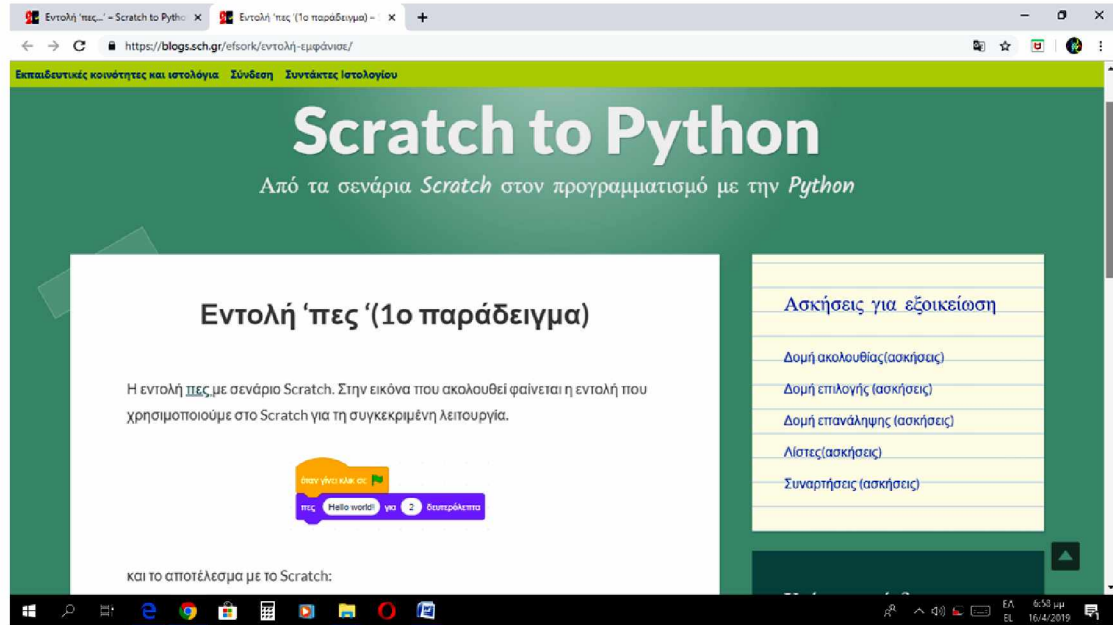 Εντολή 'πες...' – Scratch to Pytho
Εντολή 'πες '(1ο παράδειγμα) –
https://blogs.sch.gr/efsork/εντολή-εμφάνισε/
Εκπαιδευτικές κοινότητες και ιστολόγια Σύνδεση Συντάκτες Ιστολογίου
Scratch to Python
Από τα σενάρια Scratch στον προγραμματισμό με την Python
Εντολή 'πες '(1ο παράδειγμα)
Η εντολή πες με σενάριο Scratch. Στην εικόνα που ακολουθεί φαίνεται η εντολή που
χρησιμοποιούμε στο Scratch για τη συγκεκριμένη λειτουργία.
όταν γίνει κλικ σε
πες Hello world! για 2 δευτερόλεπτα
και το αποτέλεσμα με το Scratch:
Ασκήσεις για εξοικείωση
Δομή ακολουθίας(ασκήσεις)
Δομή επιλογής (ασκήσεις)
Δομή επανάληψης (ασκήσεις)
Λίστες(ασκήσεις)
Συναρτήσεις (ασκήσεις)
ΕΛ
EL
6:58 μμ
16/4/2019